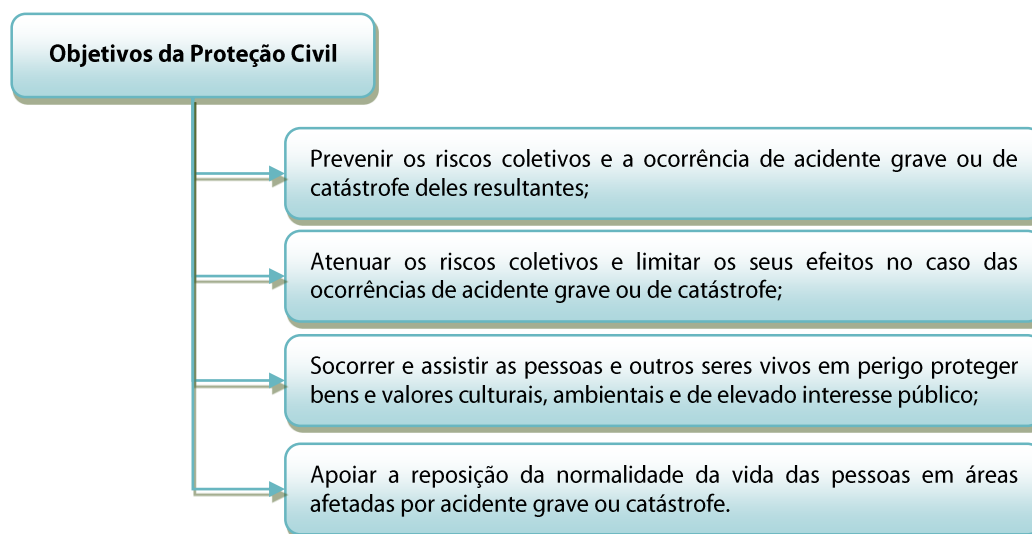 Objetivos da Proteção Civil
Prevenir os riscos coletivos e a ocorrência de acidente grave ou de
catástrofe deles resultantes;
Atenuar os riscos coletivos e limitar os seus efeitos no caso das
ocorrências de acidente grave ou de catástrofe;
Socorrer e assistir as pessoas e outros seres vivos em perigo proteger
bens e valores culturais, ambientais e de elevado interesse público;
Apoiar a reposição da normalidade da vida das pessoas em áreas
afetadas por acidente grave ou catástrofe.